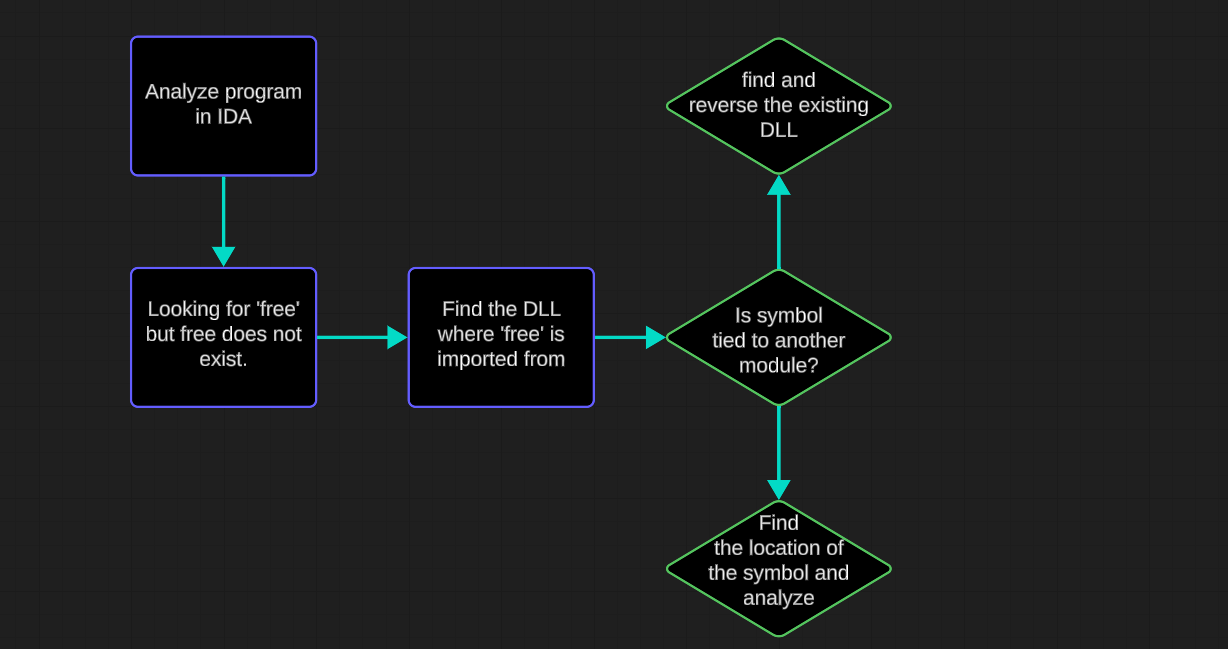 Analyze program
in IDA
Looking for 'free'
but free does not
exist.
Find the DLL
where 'free' is
imported from
Is symbol
tied to another
module?
find and
reverse the existing
DLL
Find
the location of
the symbol and
analyze